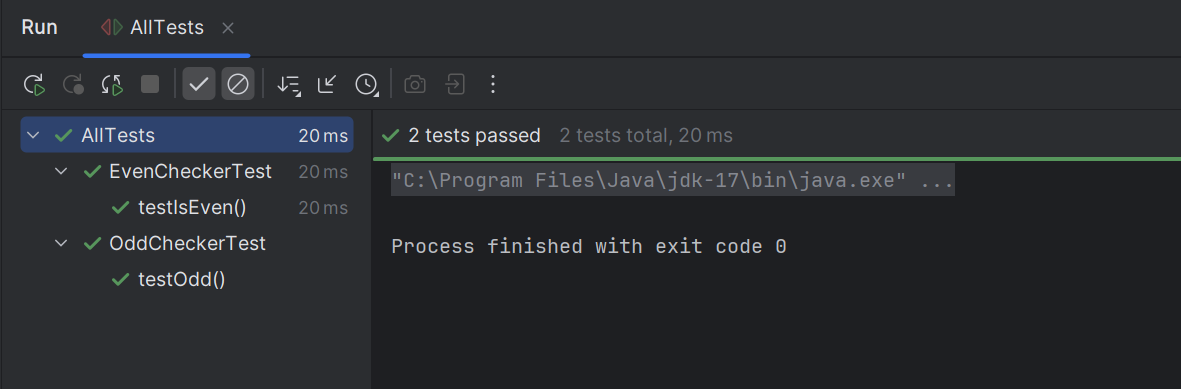 Run AllTests
AllTests 20 ms
EvenCheckerTest 20 ms
testIsEven() 20 ms
OddCheckerTest
testOdd()
2 tests passed 2 tests total, 20 ms
"C:\Program Files\Java\jdk-17\bin\java.exe" ...
Process finished with exit code 0